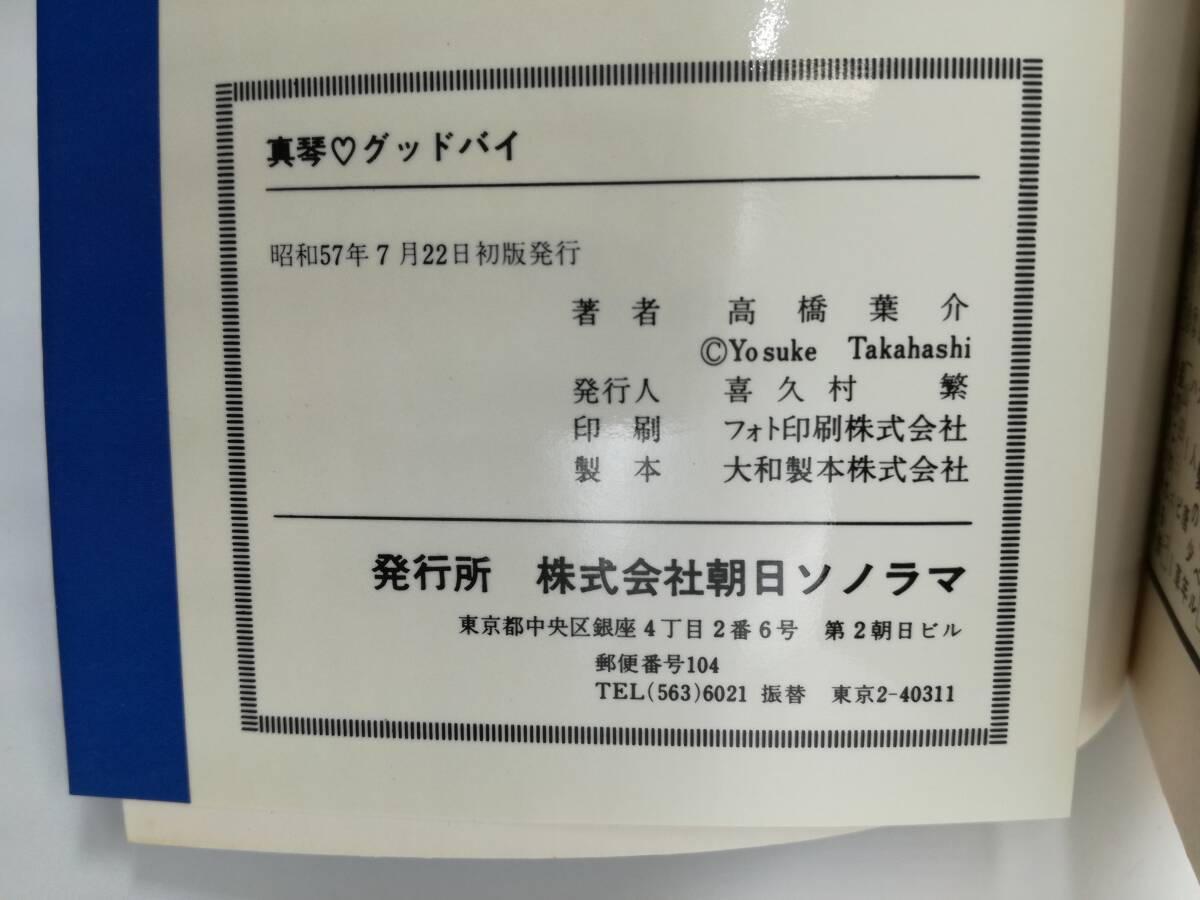 真琴♡グッドバイ
昭和57年7月22日初版発行
著者 高橋葉介
©Yosuke Takahashi
発行人 喜久村 繁
印刷 フォト印刷株式会社
製本 大和製本株式会社
発行所 株式会社朝日ソノラマ
東京都中央区銀座4丁目2番6号 第2朝日ビル
郵便番号104
TEL(563)6021 振替 東京2-40311